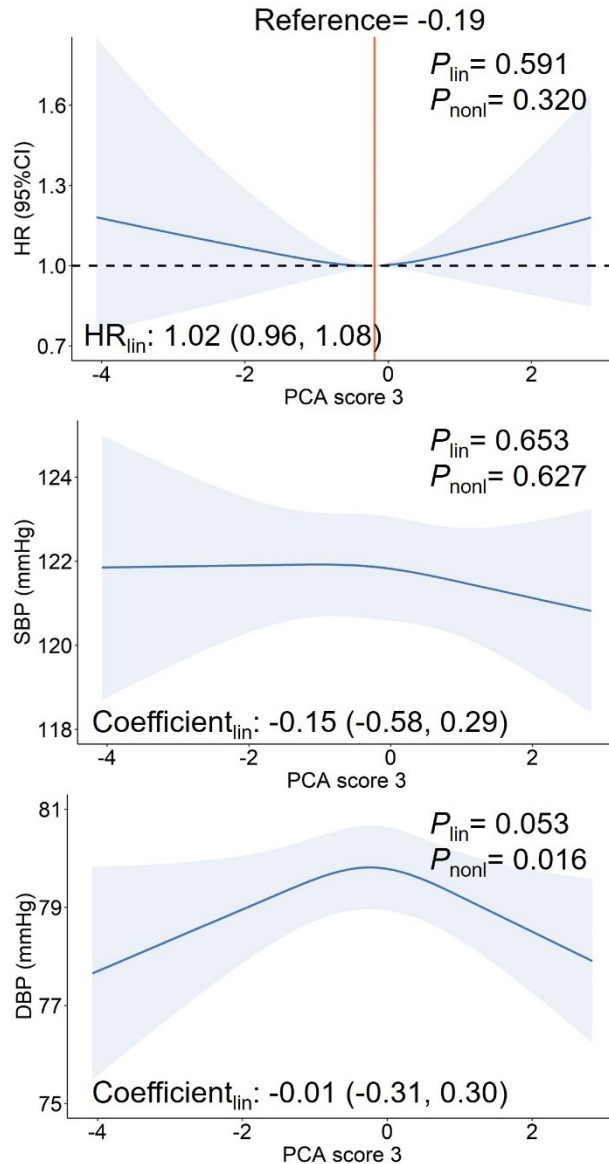 Reference= -0.19
P_lin= 0.591
P_nonl= 0.320
HR (95%CI)
1.6
1.3
1.0
0.7
HR_lin: 1.02 (0.96, 1.08)
-4 -2 0 2
PCA score 3
P_lin= 0.653
P_nonl= 0.627
SBP (mmHg)
124
122
120
118
Coefficient_lin: -0.15 (-0.58, 0.29)
-4 -2 0 2
PCA score 3
P_lin= 0.053
P_nonl= 0.016
DBP (mmHg)
81
79
77
75
Coefficient_lin: -0.01 (-0.31, 0.30)
-4 -2 0 2
PCA score 3